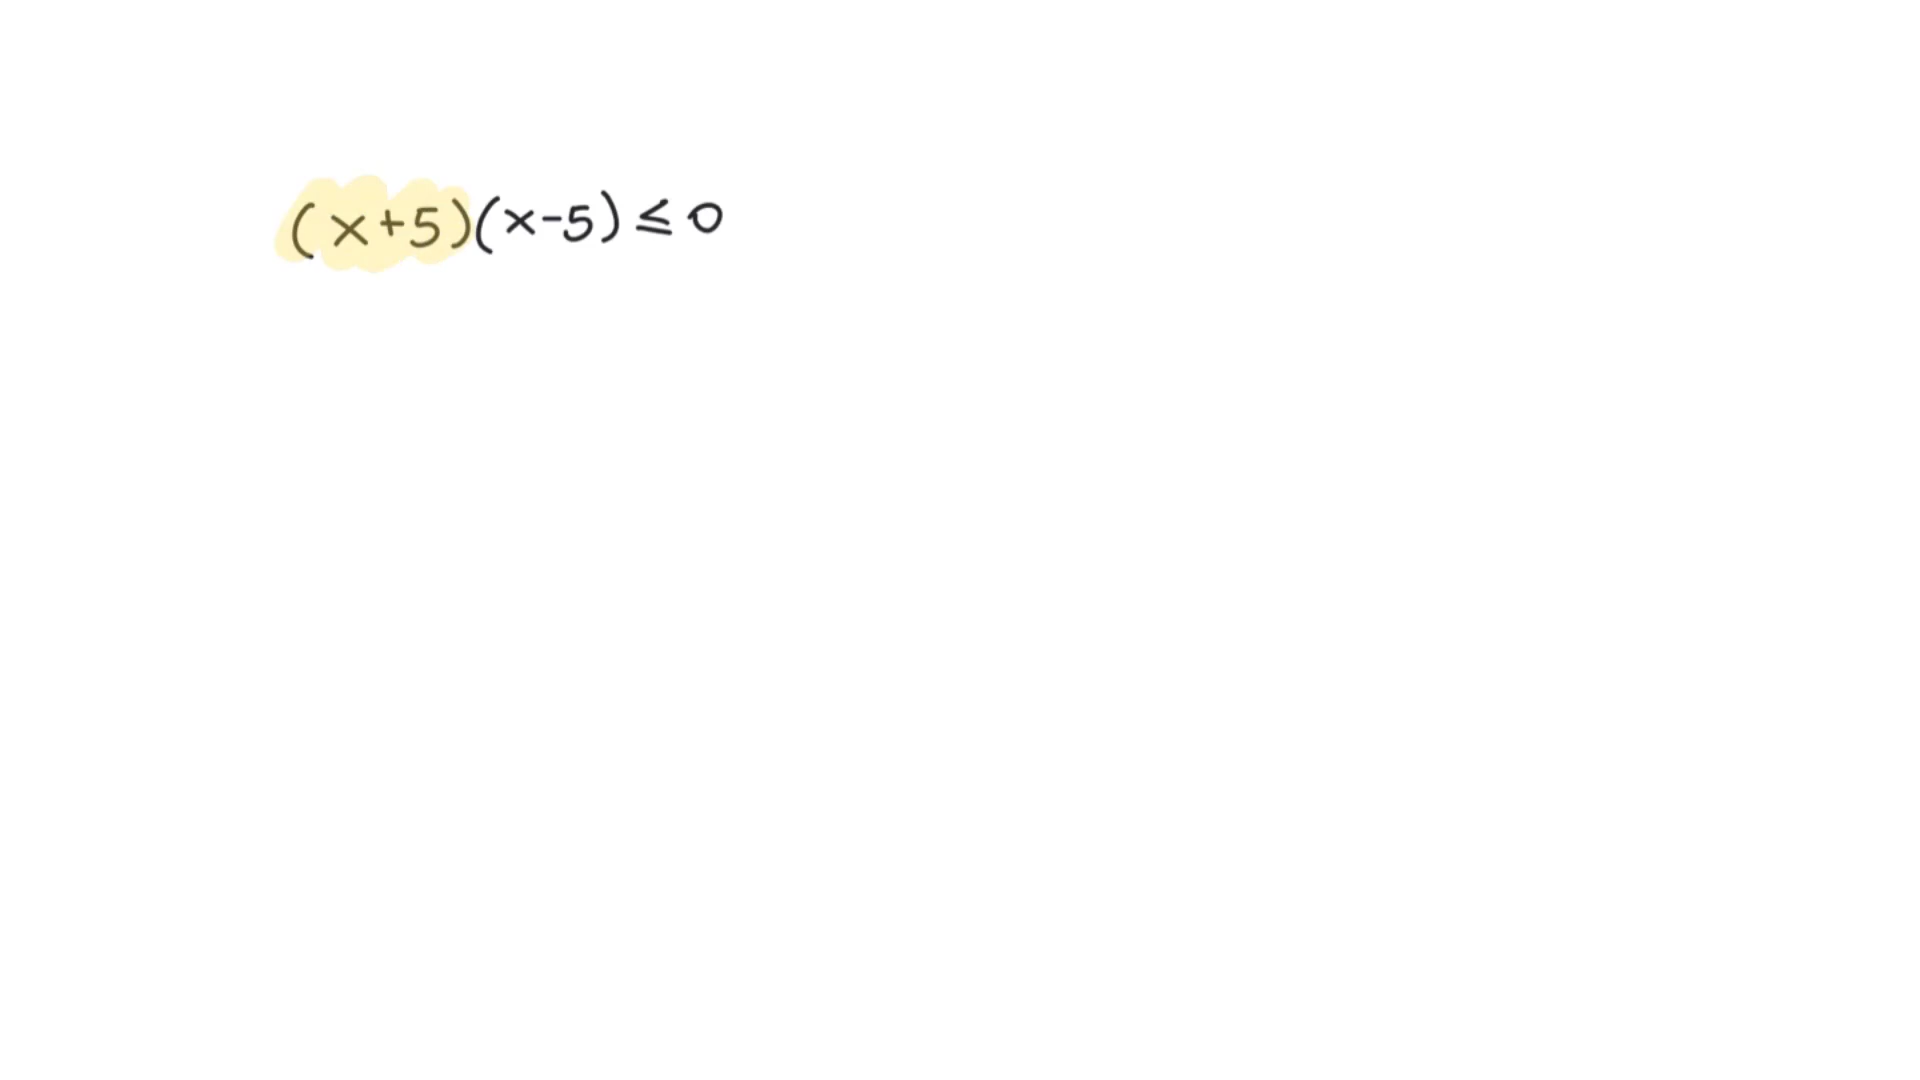 (x+5)(x-5) ≤ 0